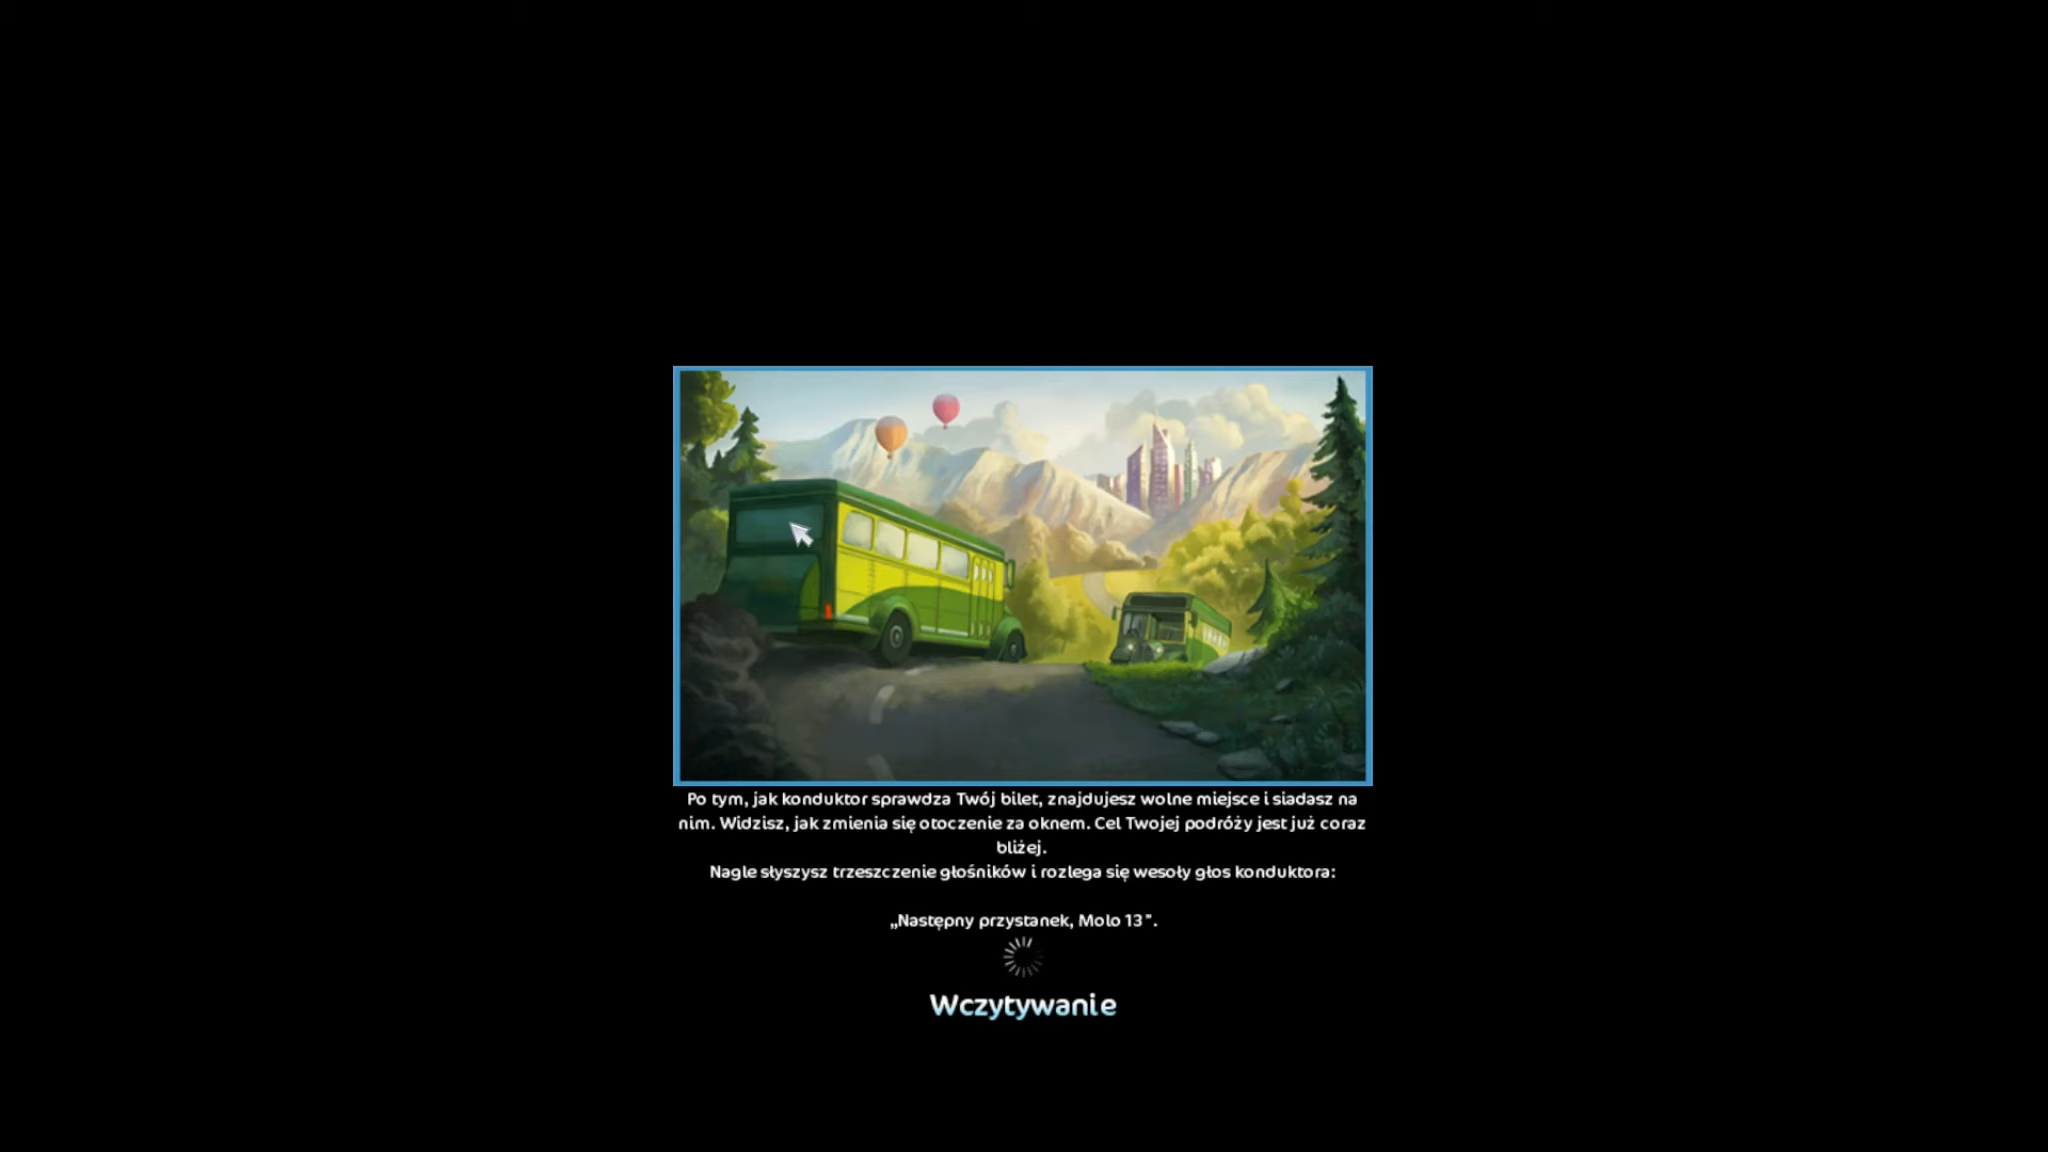 Po tym, jak konduktor sprawdza Twój bilet, znajdujesz wolne miejsce i siadasz na
nim. Widzisz, jak zmienia się otoczenie za oknem. Cel Twojej podróży jest już coraz
bliżej.
Nagle słyszysz trzeszczenie głośników i rozlega się wesoły głos konduktora:
„Następny przystanek, Molo 13”.
Wczytywanie